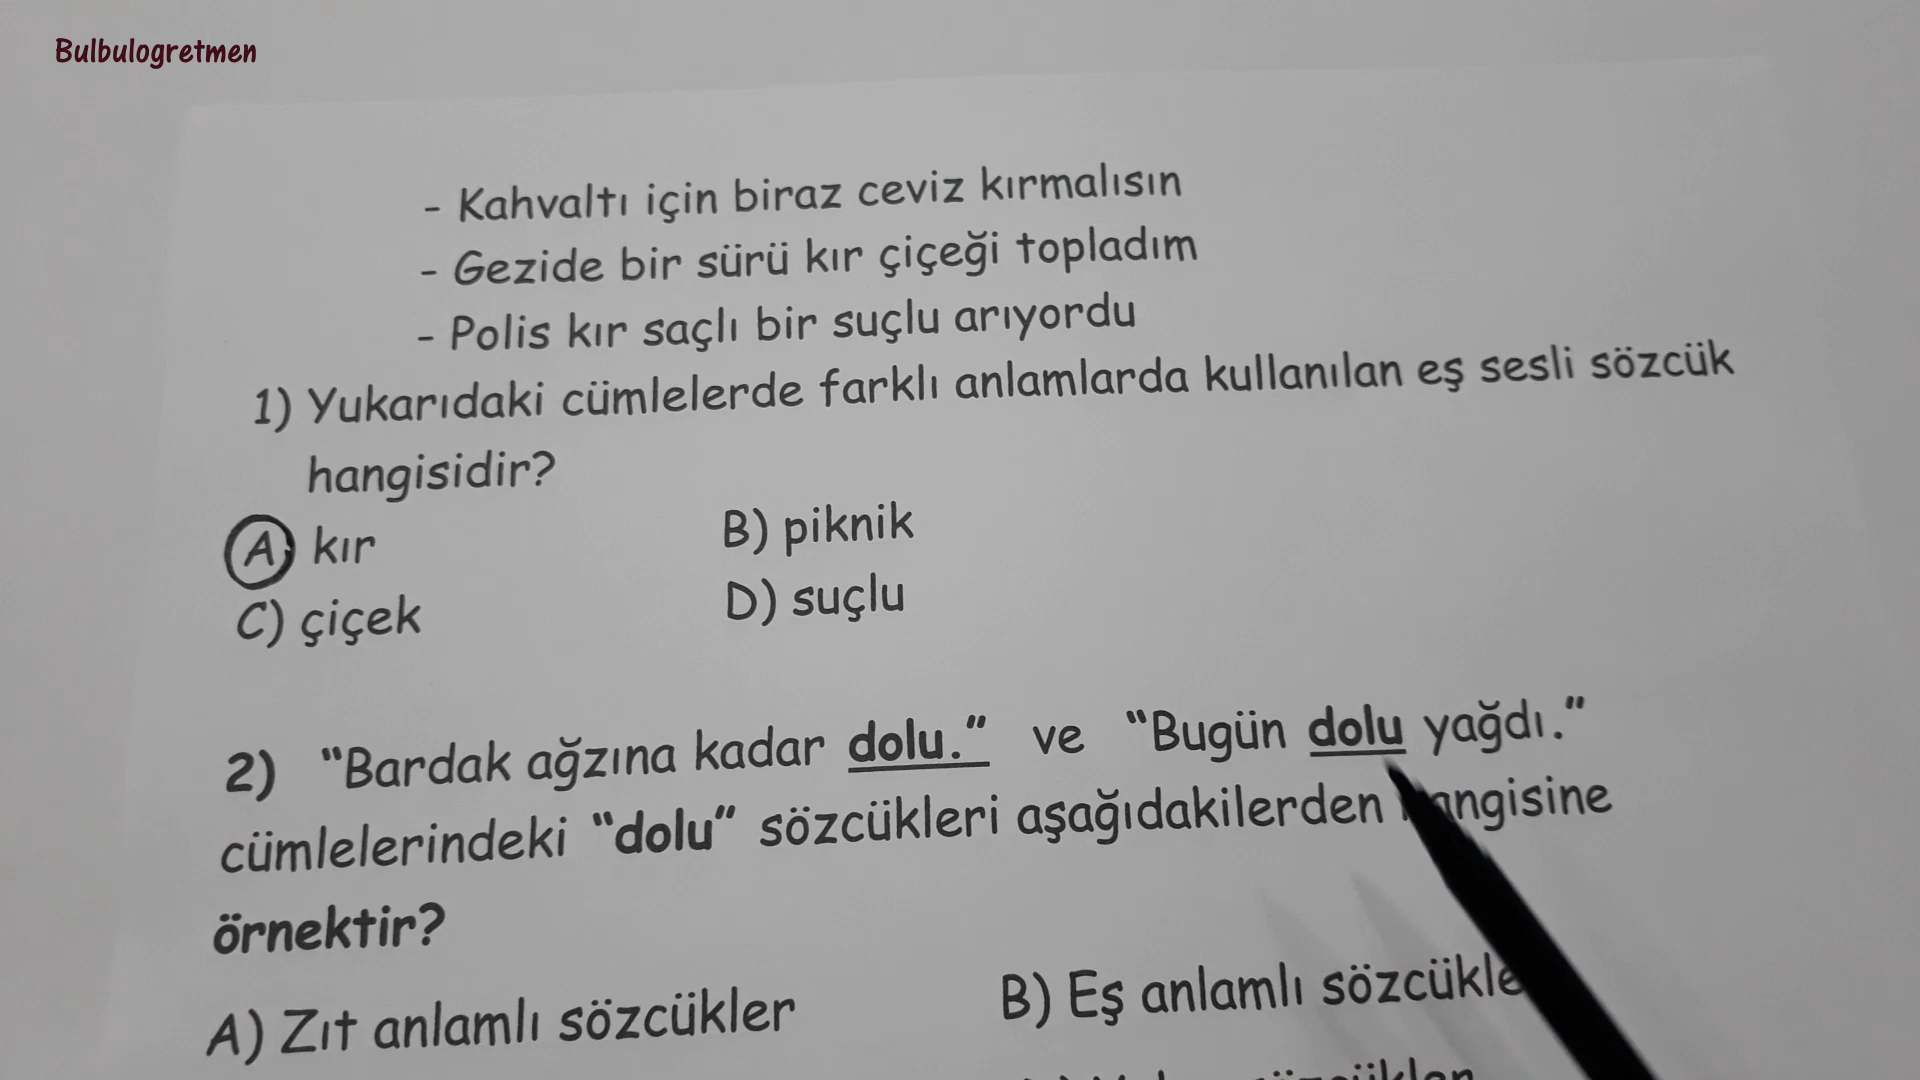 Bulbulogretmen
- Kahvaltı için biraz ceviz kırmalısın
- Gezide bir sürü kır çiçeği topladım
- Polis kır saçlı bir suçlu arıyordu
1) Yukarıdaki cümlelerde farklı anlamlarda kullanılan eş sesli sözcük
hangisidir?
A) kır B) piknik
C) çiçek D) suçlu
2) "Bardak ağzına kadar dolu." ve "Bugün dolu yağdı."
cümlelerindeki "dolu" sözcükleri aşağıdakilerden hangisine
örnektir?
A) Zıt anlamlı sözcükler B) Eş anlamlı sözcükle